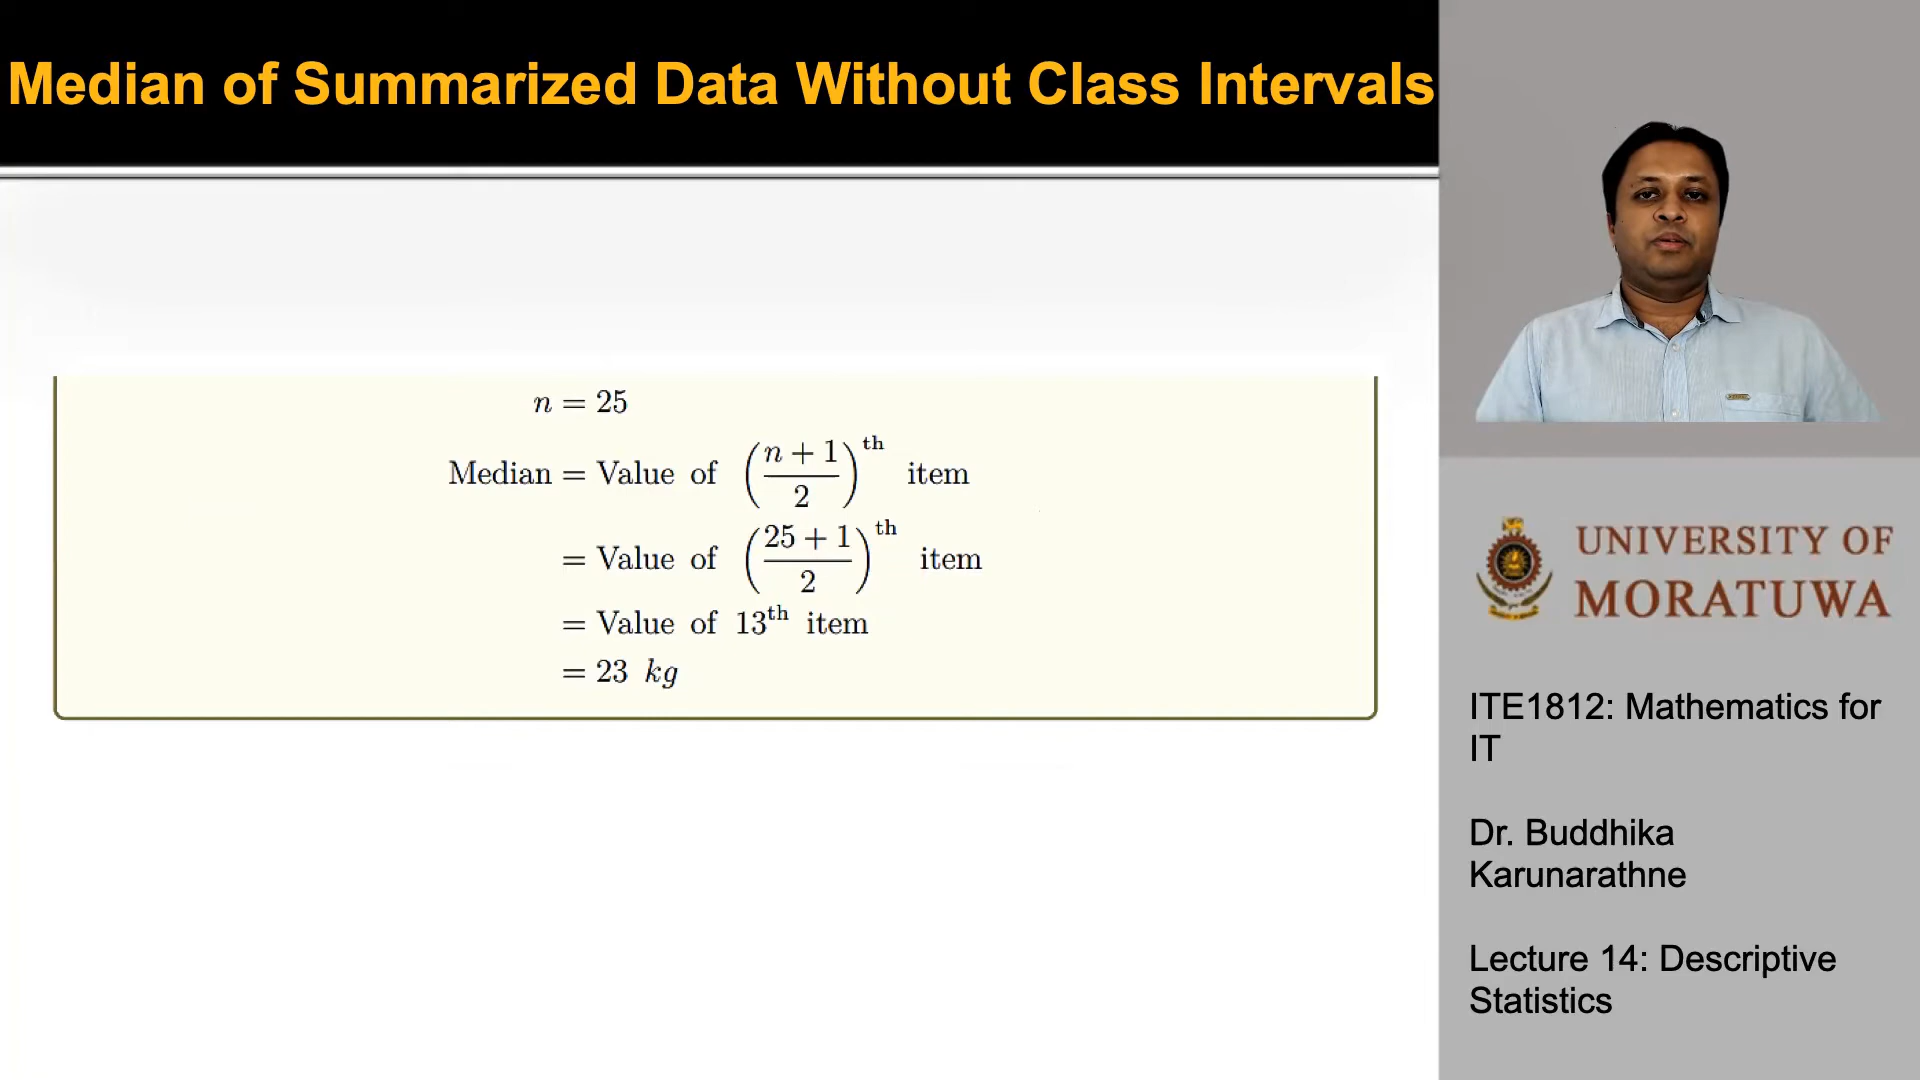 Median of Summarized Data Without Class Intervals
n = 25
Median = Value of ((n + 1)/2)^th item
= Value of ((25 + 1)/2)^th item
= Value of 13^th item
= 23 kg
UNIVERSITY OF
MORATUWA
ITE1812: Mathematics for
IT
Dr. Buddhika
Karunarathne
Lecture 14: Descriptive
Statistics